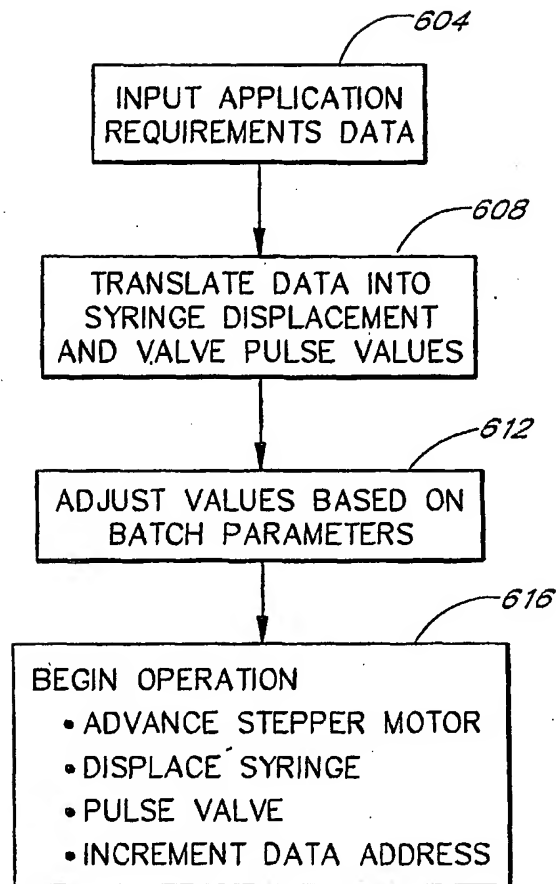 604
INPUT APPLICATION
REQUIREMENTS DATA
608
TRANSLATE DATA INTO
SYRINGE DISPLACEMENT
AND VALVE PULSE VALUES
612
ADJUST VALUES BASED ON
BATCH PARAMETERS
616
BEGIN OPERATION
• ADVANCE STEPPER MOTOR
• DISPLACE SYRINGE
• PULSE VALVE
• INCREMENT DATA ADDRESS